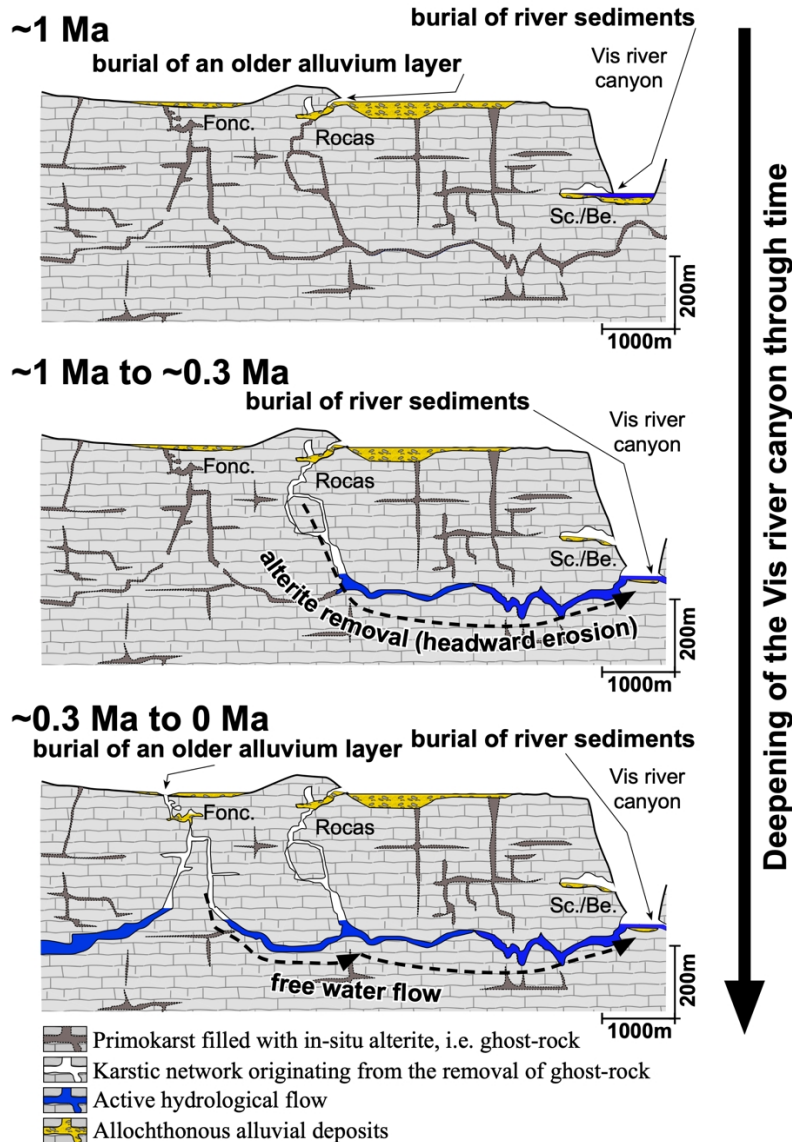 ~1 Ma
burial of river sediments
burial of an older alluvium layer
Vis river
canyon
Fonc.
Rocas
Sc./Be.
200m
1000m
~1 Ma to ~0.3 Ma
burial of river sediments
Vis river
canyon
Fonc.
Rocas
Sc./Be.
alterite removal (headward erosion)
200m
1000m
~0.3 Ma to 0 Ma
burial of an older alluvium layer
burial of river sediments
Vis river
canyon
Fonc.
Rocas
Sc./Be.
free water flow
200m
1000m
Deepening of the Vis river canyon through time
Primokarst filled with in-situ alterite, i.e. ghost-rock
Karstic network originating from the removal of ghost-rock
Active hydrological flow
Allochthonous alluvial deposits